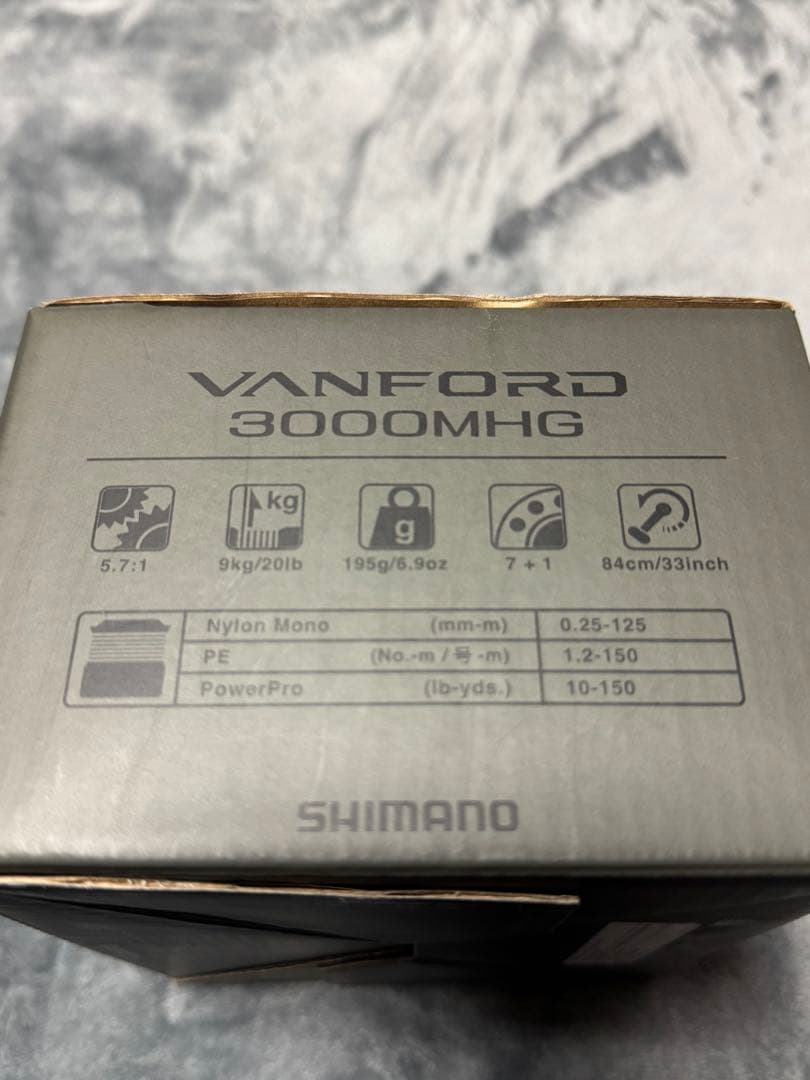 VANFORD
3000MHG
kg
g
5.7:1 9kg/20lb 195g/6.9oz 7 + 1 84cm/33inch
Nylon Mono (mm-m) 0.25-125
PE (No.-m / 号 -m) 1.2-150
PowerPro (lb-yds.) 10-150
SHIMANO